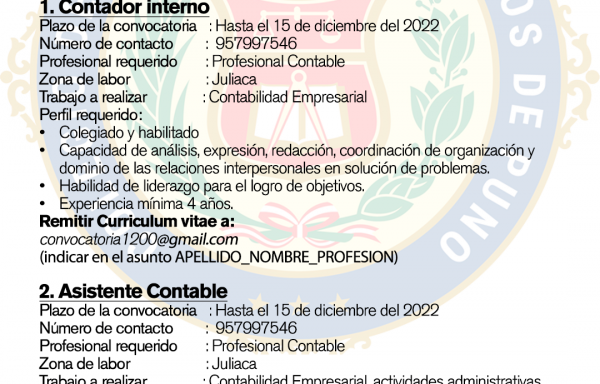 1. Contador interno
Plazo de la convocatoria : Hasta el 15 de diciembre del 2022
Número de contacto : 957997546
Profesional requerido : Profesional Contable
Zona de labor : Juliaca
Trabajo a realizar : Contabilidad Empresarial
Perfil requerido:
• Colegiado y habilitado
• Capacidad de análisis, expresión, redacción, coordinación de organización y
dominio de las relaciones interpersonales en solución de problemas.
• Habilidad de liderazgo para el logro de objetivos.
• Experiencia mínima 4 años.
Remitir Curriculum vitae a:
convocatoria1200@gmail.com
(indicar en el asunto APELLIDO_NOMBRE_PROFESION)
2. Asistente Contable
Plazo de la convocatoria : Hasta el 15 de diciembre del 2022
Número de contacto : 957997546
Profesional requerido : Profesional Contable
Zona de labor : Juliaca
Trabajo a realizar : Contabilidad Empresarial, actividades administrativas
OS DE PUNO